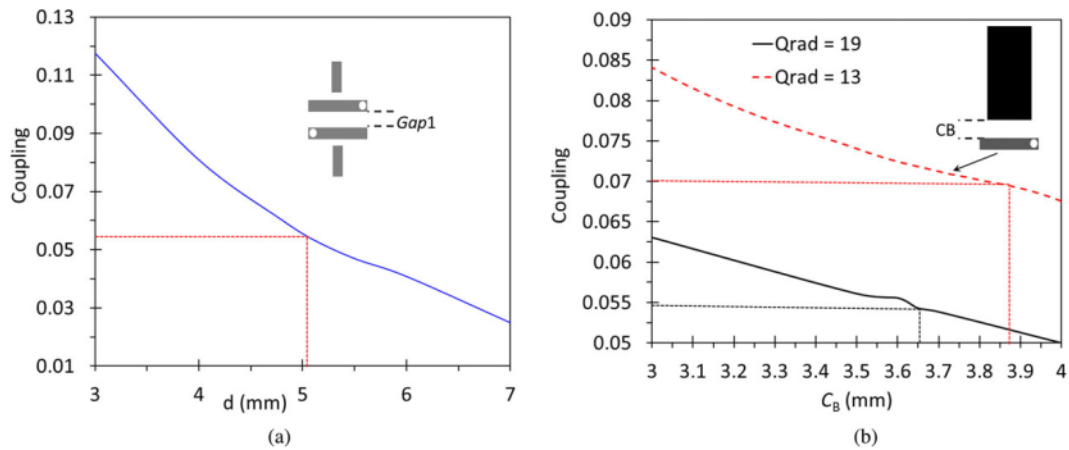 0.13
0.11
0.09
0.07
0.05
0.03
0.01
Coupling
Gap1
3 4 5 6 7
d (mm)
(a)
0.09
0.085
0.08
0.075
0.07
0.065
0.06
0.055
0.05
Coupling
Qrad = 19
Qrad = 13
CB
3 3.1 3.2 3.3 3.4 3.5 3.6 3.7 3.8 3.9 4
CB (mm)
(b)